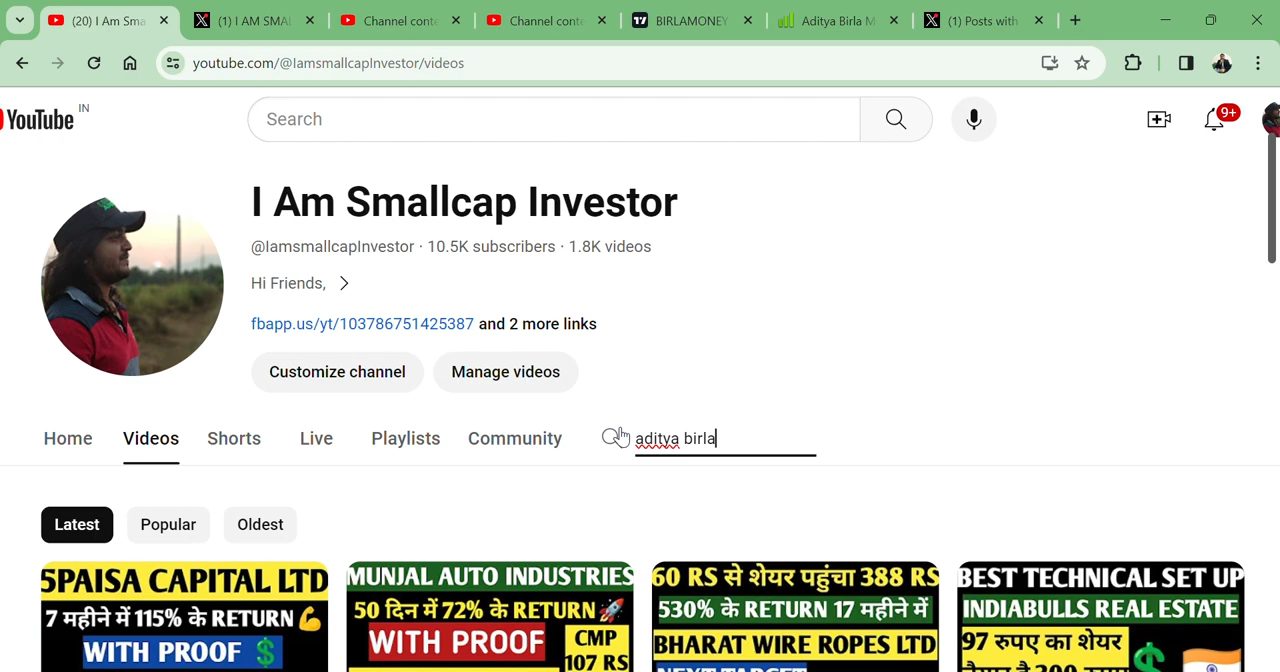 (20) I Am Sma
(1) I AM SMAL
Channel conte
Channel conte
BIRLAMONEY
Aditya Birla M
(1) Posts with
youtube.com/@IamsmallcapInvestor/videos
YouTube IN
Search
9+
I Am Smallcap Investor
@IamsmallcapInvestor · 10.5K subscribers · 1.8K videos
Hi Friends,
fbapp.us/yt/103786751425387 and 2 more links
Customize channel
Manage videos
Home
Videos
Shorts
Live
Playlists
Community
aditya birla
Latest
Popular
Oldest
5PAISA CAPITAL LTD
7 महीने में 115% के RETURN
WITH PROOF
MUNJAL AUTO INDUSTRIES
50 दिन में 72% के RETURN
WITH PROOF
CMP
107 RS
60 RS से शेयर पहुंचा 388 RS
530% के RETURN 17 महीने में
BHARAT WIRE ROPES LTD
NEXT TARGET
BEST TECHNICAL SET UP
INDIABULLS REAL ESTATE
97 रुपए का शेयर